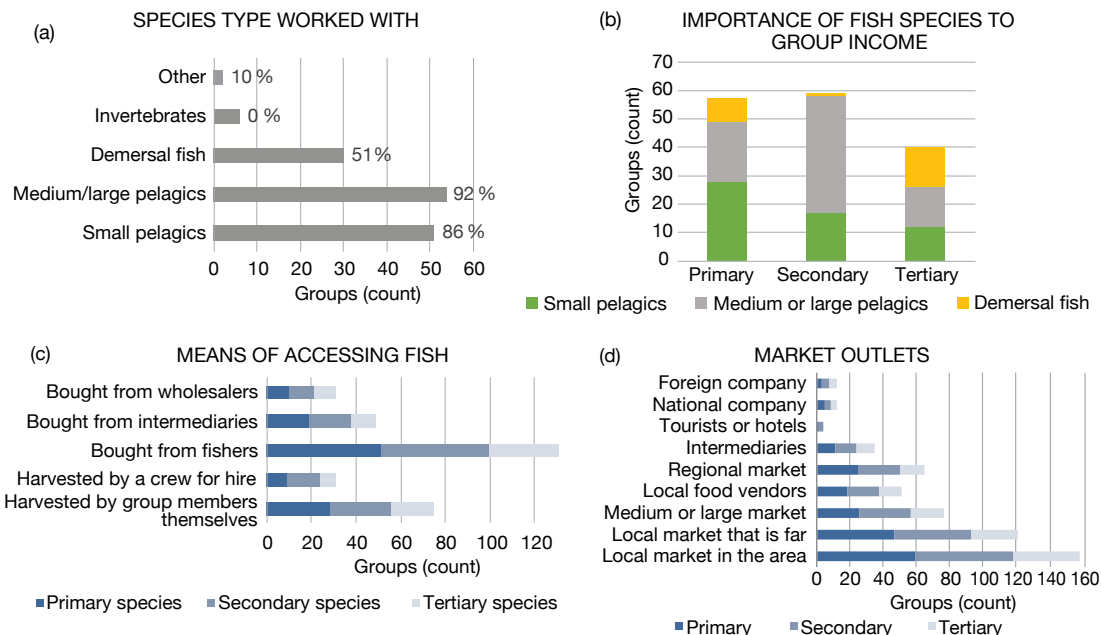 (a)
SPECIES TYPE WORKED WITH
Other
10 %
Invertebrates
0 %
Demersal fish
51 %
Medium/large pelagics
92 %
Small pelagics
86 %
0 10 20 30 40 50 60
Groups (count)
(b)
IMPORTANCE OF FISH SPECIES TO
GROUP INCOME
70
60
50
40
30
20
10
0
Groups (count)
Primary Secondary Tertiary
Small pelagics Medium or large pelagics Demersal fish
(c)
MEANS OF ACCESSING FISH
Bought from wholesalers
Bought from intermediaries
Bought from fishers
Harvested by a crew for hire
Harvested by group members
themselves
0 20 40 60 80 100 120
Groups (count)
Primary species Secondary species Tertiary species
(d)
MARKET OUTLETS
Foreign company
National company
Tourists or hotels
Intermediaries
Regional market
Local food vendors
Medium or large market
Local market that is far
Local market in the area
0 20 40 60 80 100 120 140 160
Groups (count)
Primary Secondary Tertiary